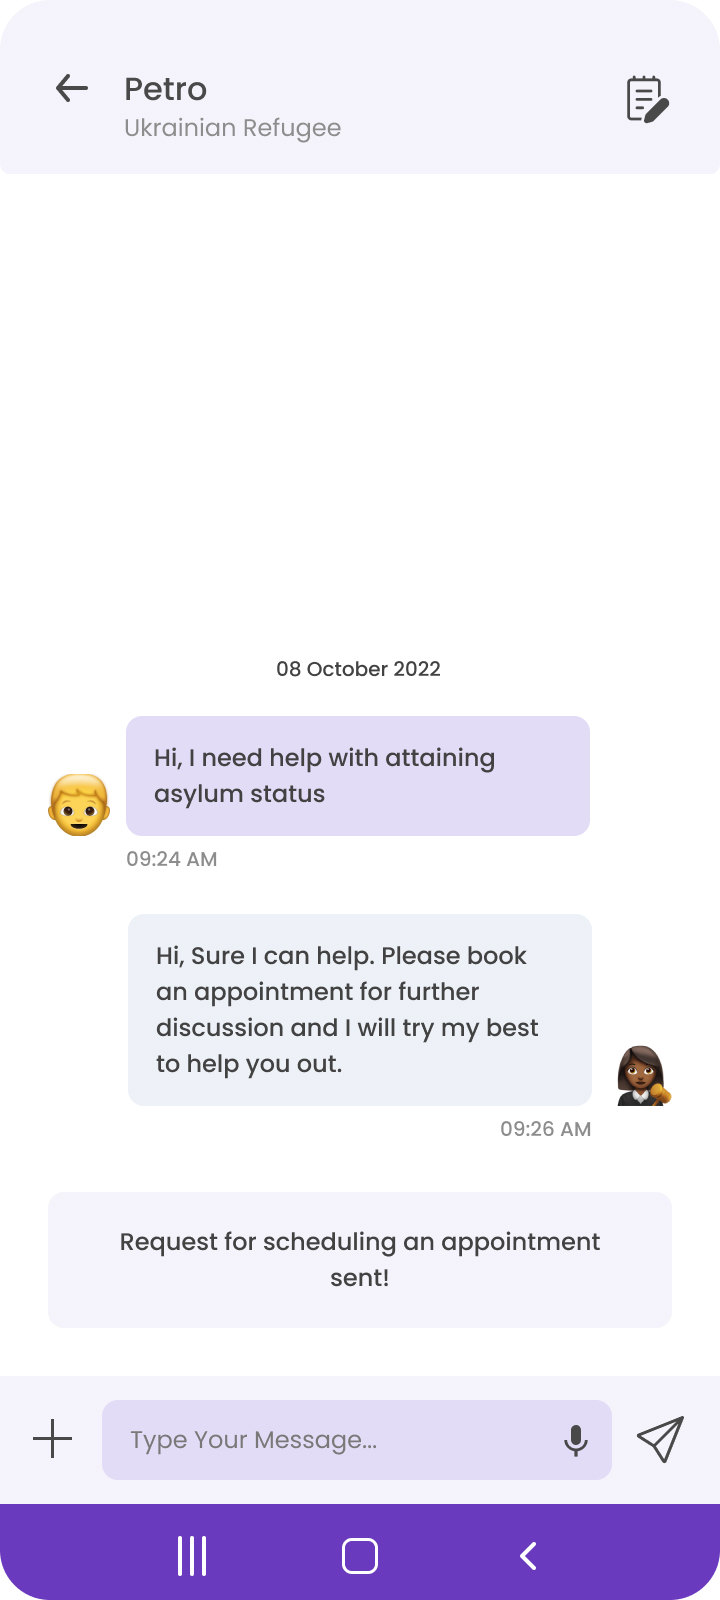 Petro
Ukrainian Refugee
08 October 2022
Hi, I need help with attaining
asylum status
09:24 AM
Hi, Sure I can help. Please book
an appointment for further
discussion and I will try my best
to help you out.
09:26 AM
Request for scheduling an appointment
sent!
Type Your Message...